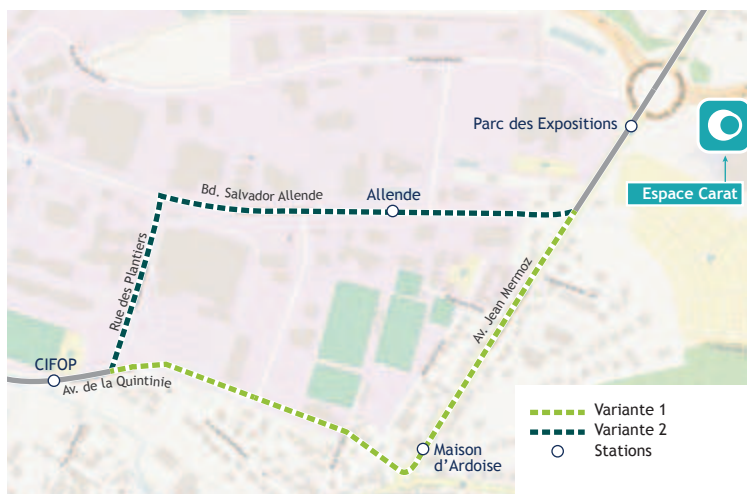 Parc des Expositions
Espace Carat
Bd. Salvador Allende
Allende
Rue des Plantiers
Av. Jean Mermoz
CIFOP
Av. de la Quintinie
Maison
d'Ardoise
Variante 1
Variante 2
Stations